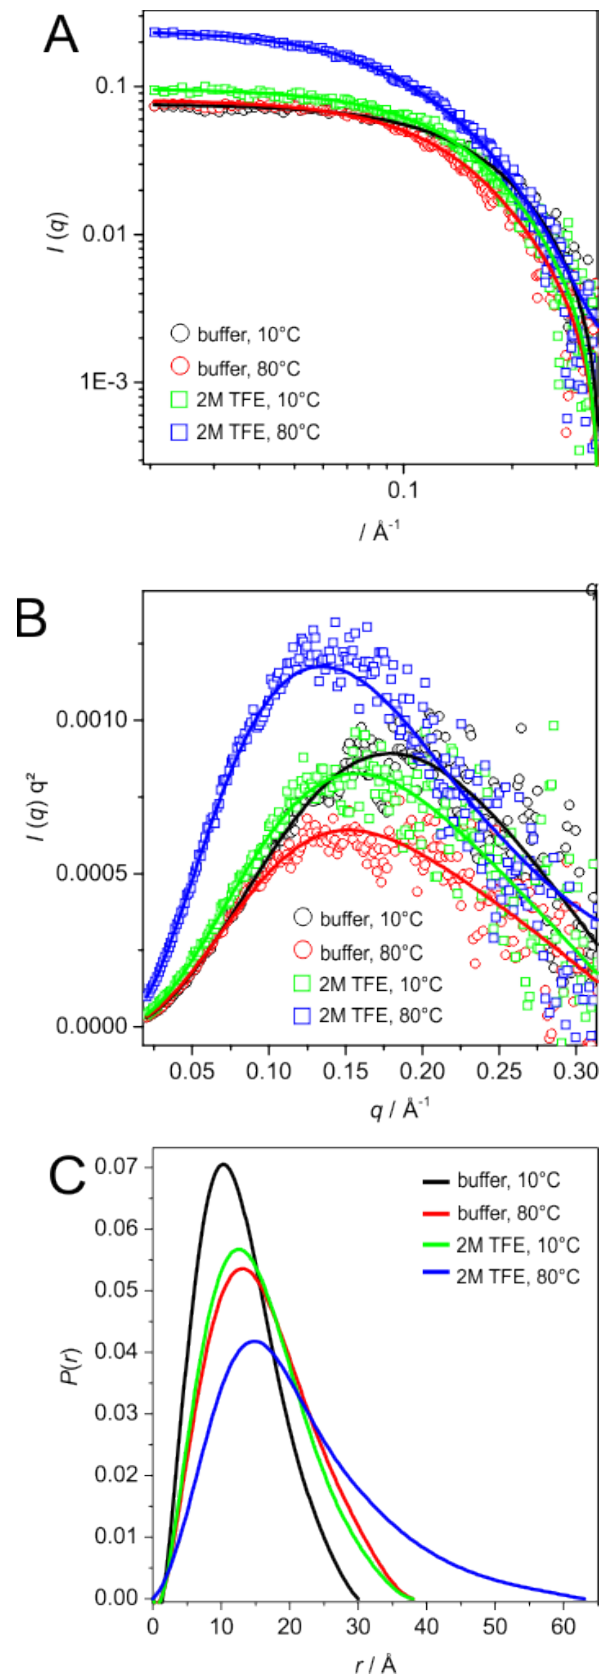 A
0.1
0.01
1E-3
I (q)
buffer, 10°C
buffer, 80°C
2M TFE, 10°C
2M TFE, 80°C
0.1
/ Å-1
q
B
0.0010
0.0005
0.0000
I (q) q²
buffer, 10°C
buffer, 80°C
2M TFE, 10°C
2M TFE, 80°C
0.05 0.10 0.15 0.20 0.25 0.30
q / Å-1
C
0.07
0.06
0.05
0.04
0.03
0.02
0.01
0.00
P(r)
buffer, 10°C
buffer, 80°C
2M TFE, 10°C
2M TFE, 80°C
0 10 20 30 40 50 60
r / Å